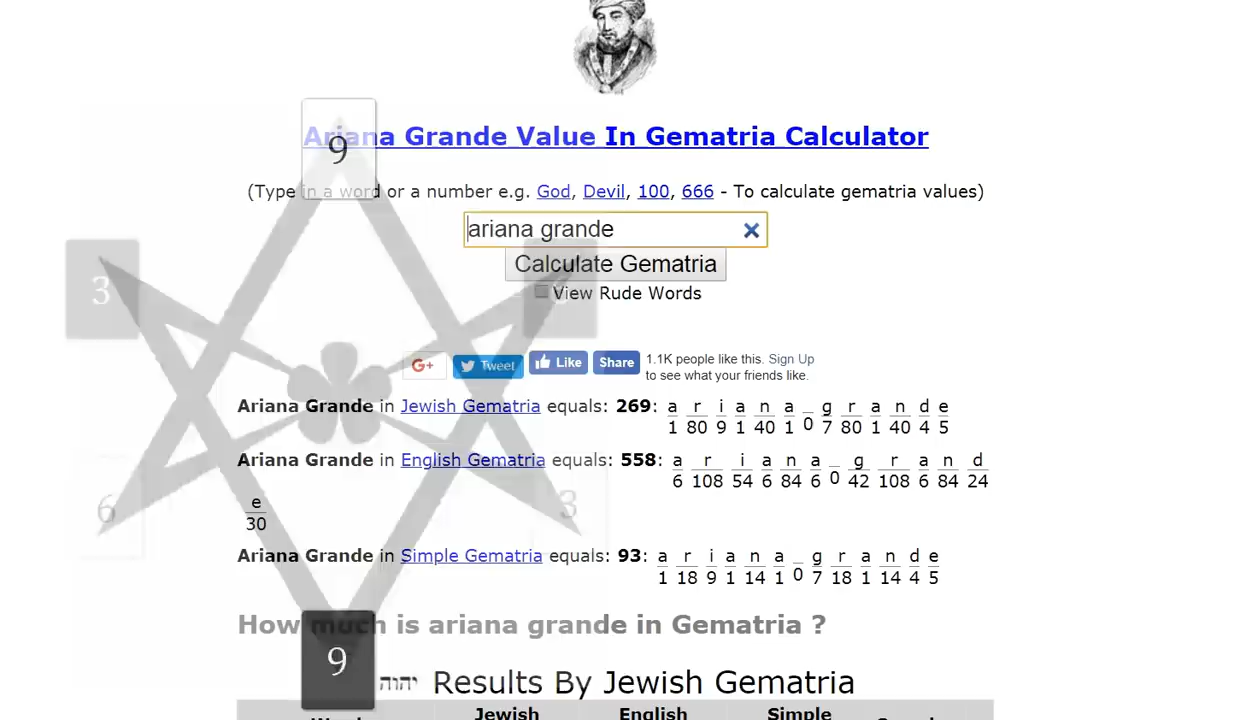 Ariana Grande Value In Gematria Calculator
9
(Type in a word or a number e.g. God, Devil, 100, 666 - To calculate gematria values)
ariana grande
Calculate Gematria
3
View Rude Words
G+ Tweet Like Share 1.1K people like this. Sign Up
to see what your friends like.
Ariana Grande in Jewish Gematria equals: 269: a r i a n a _ g r a n d e
1 80 9 1 40 1 0 7 80 1 40 4 5
Ariana Grande in English Gematria equals: 558: a r i a n a _ g r a n d
6 108 54 6 84 6 0 42 108 6 84 24
6
3
e
30
Ariana Grande in Simple Gematria equals: 93: a r i a n a _ g r a n d e
1 18 9 1 14 1 0 7 18 1 14 4 5
How much is ariana grande in Gematria ?
9
יהוה Results By Jewish Gematria
Jewish English Simple